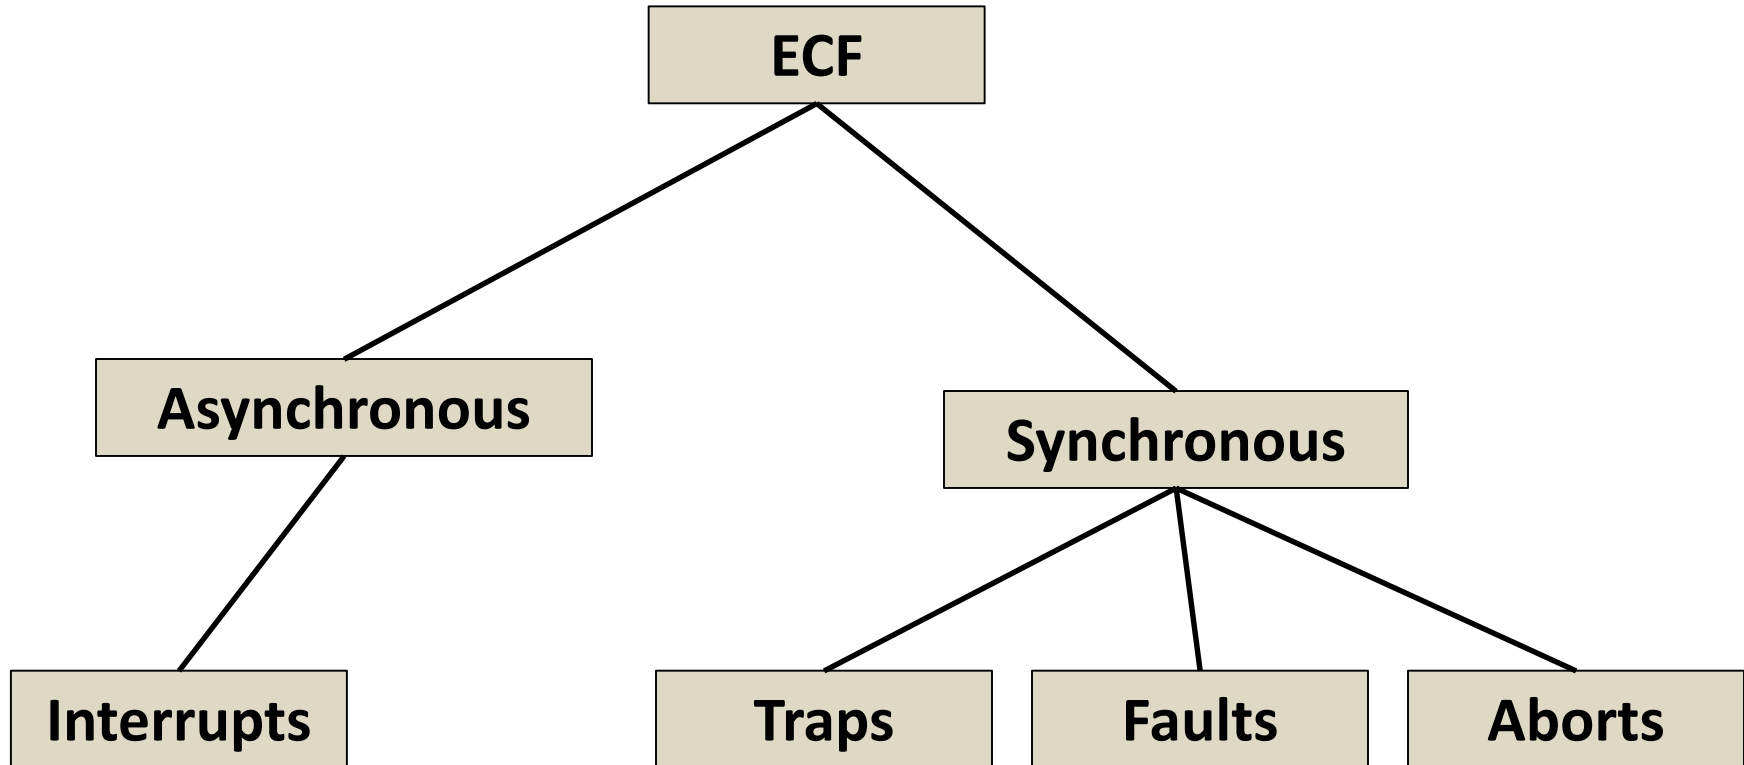 ECF
Asynchronous
Synchronous
Interrupts
Traps
Faults
Aborts